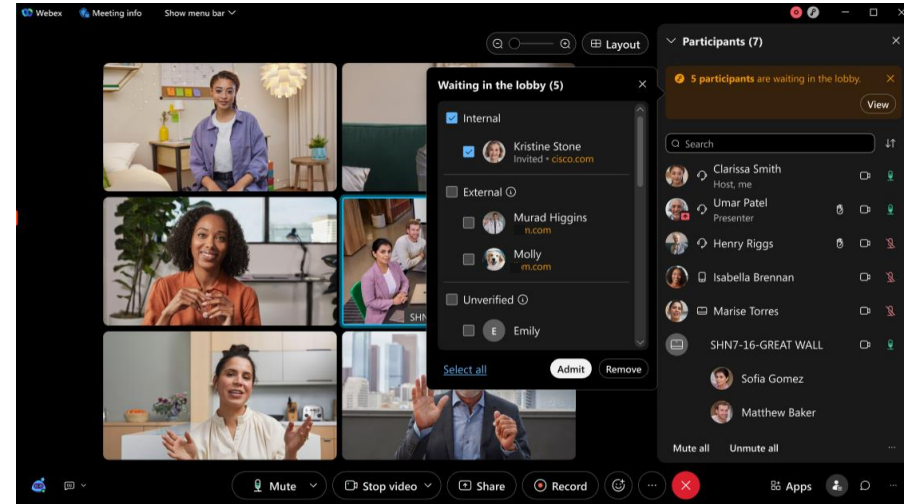 Webex
Meeting info
Show menu bar
Layout
Waiting in the lobby (5)
Internal
Kristine Stone
Invited • cisco.com
External
Murad Higgins
n.com
Molly
m.com
Unverified
E
Emily
Select all
Admit
Remove
SHN
Participants (7)
5 participants are waiting in the lobby.
View
Search
Clarissa Smith
Host, me
Umar Patel
Presenter
Henry Riggs
Isabella Brennan
Marise Torres
SHN7-16-GREAT WALL
Sofia Gomez
Matthew Baker
Mute all
Unmute all
Mute
Stop video
Share
Record
Apps